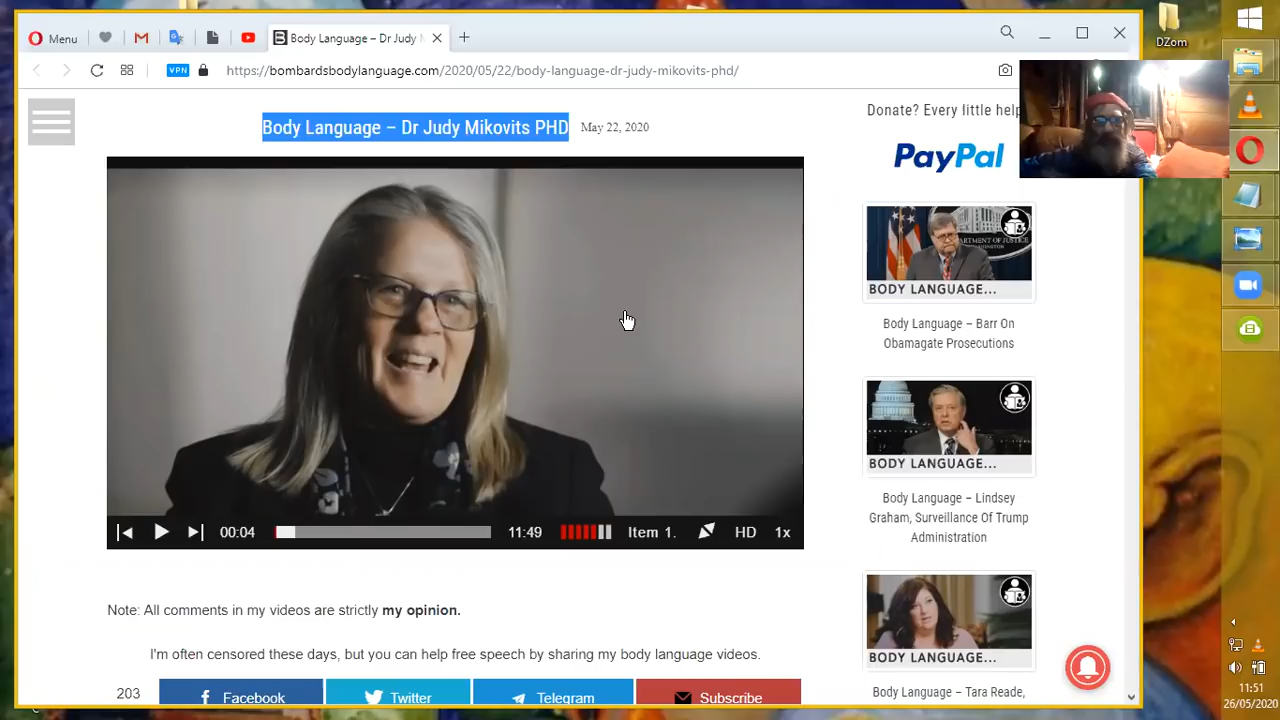 Menu
Body Language – Dr Judy M
DZom
https://bombardsbodylanguage.com/2020/05/22/body-language-dr-judy-mikovits-phd/
VPN
Body Language – Dr Judy Mikovits PHD
May 22, 2020
Donate? Every little help
PayPal
DEPARTMENT OF JUSTICE
WASHINGTON
BODY LANGUAGE...
Body Language – Barr On
Obamagate Prosecutions
BODY LANGUAGE...
Body Language – Lindsey
Graham, Surveillance Of Trump
Administration
BODY LANGUAGE...
Body Language – Tara Reade,
00:04
11:49
Item 1.
HD
1x
Note: All comments in my videos are strictly my opinion.
I'm often censored these days, but you can help free speech by sharing my body language videos.
203
Facebook
Twitter
Telegram
Subscribe
11:51
26/05/2020